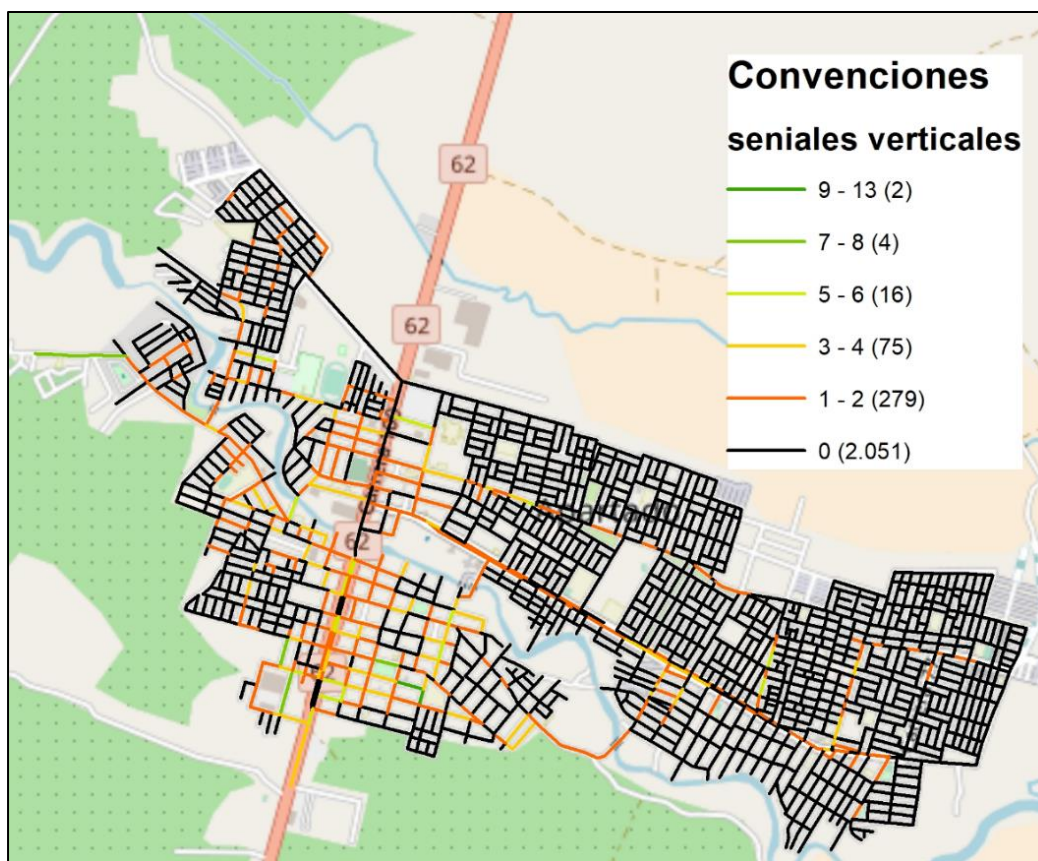 Convenciones
seniales verticales
9 - 13 (2)
7 - 8 (4)
5 - 6 (16)
3 - 4 (75)
1 - 2 (279)
0 (2.051)
62
62
62
62